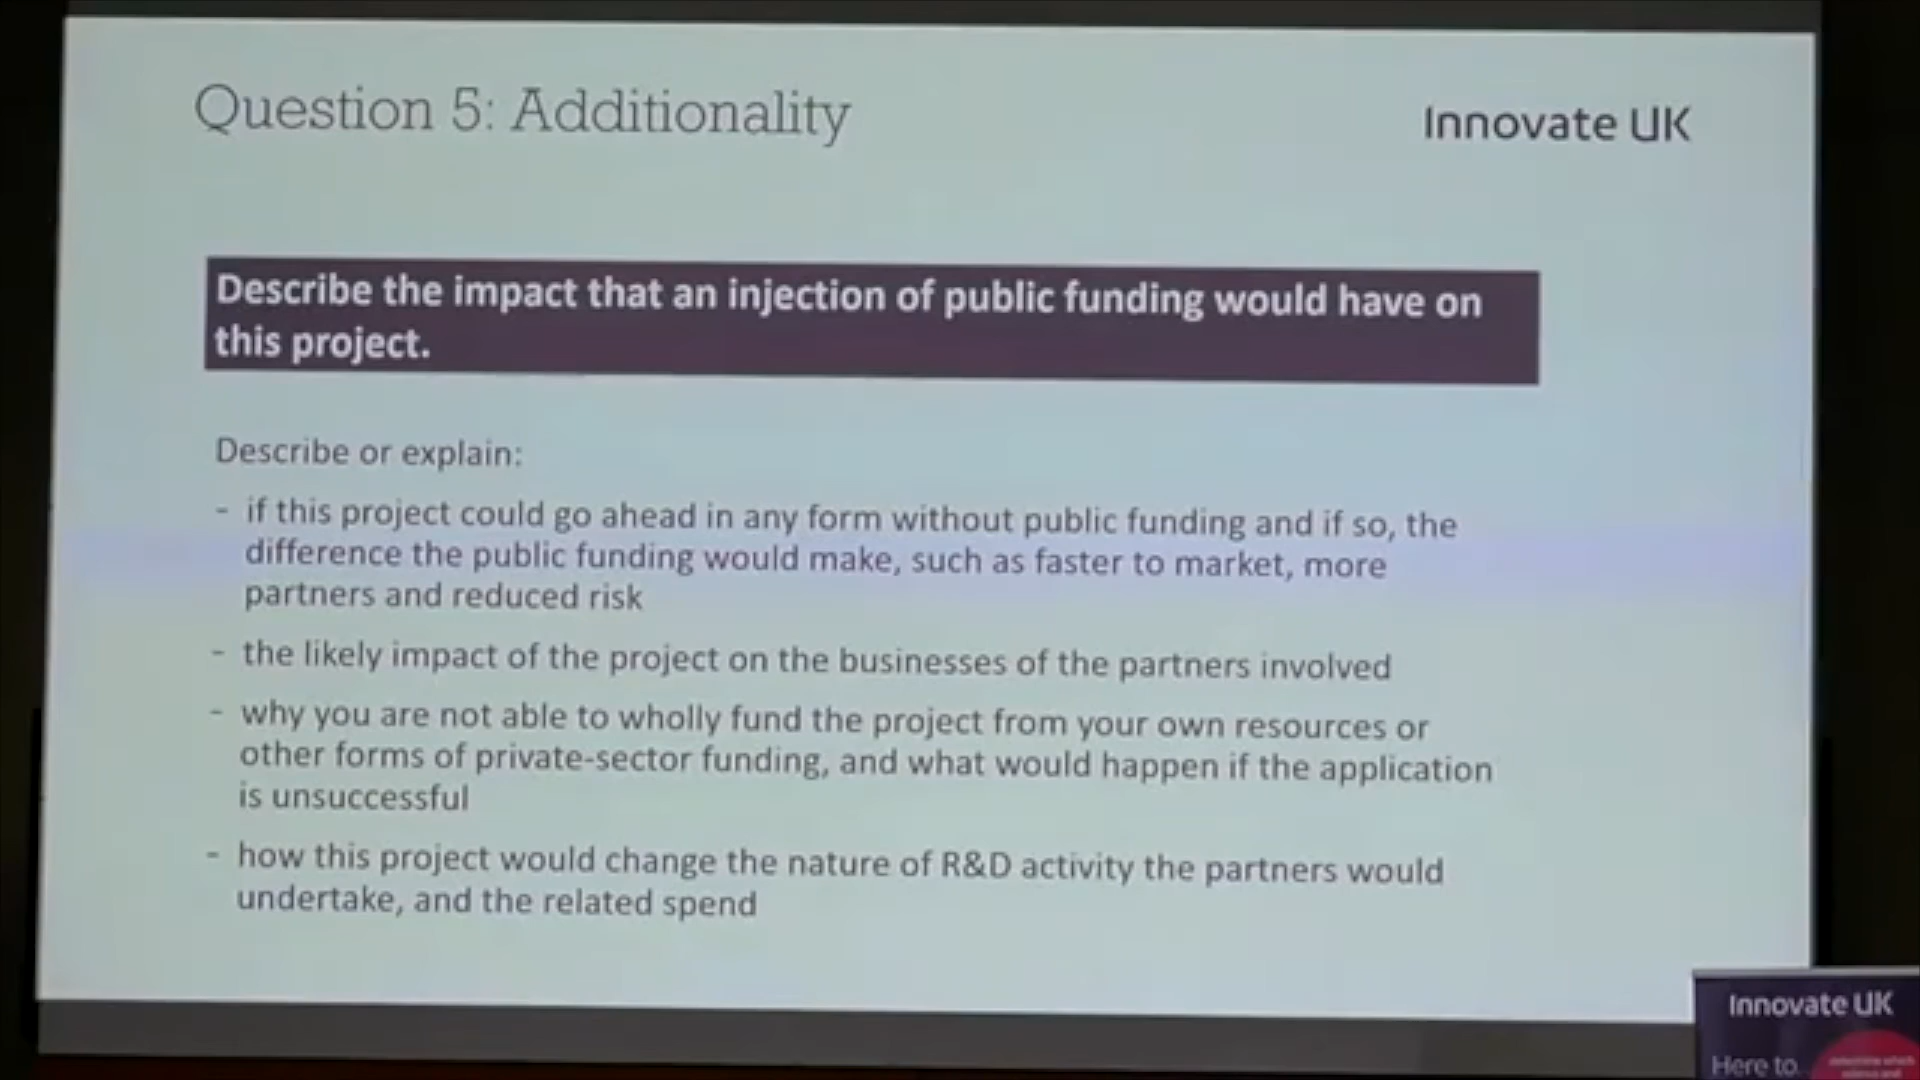 Question 5: Additionality
Innovate UK
Describe the impact that an injection of public funding would have on
this project.
Describe or explain:
- if this project could go ahead in any form without public funding and if so, the
difference the public funding would make, such as faster to market, more
partners and reduced risk
- the likely impact of the project on the businesses of the partners involved
- why you are not able to wholly fund the project from your own resources or
other forms of private-sector funding, and what would happen if the application
is unsuccessful
- how this project would change the nature of R&D activity the partners would
undertake, and the related spend
Innovate UK
Here to